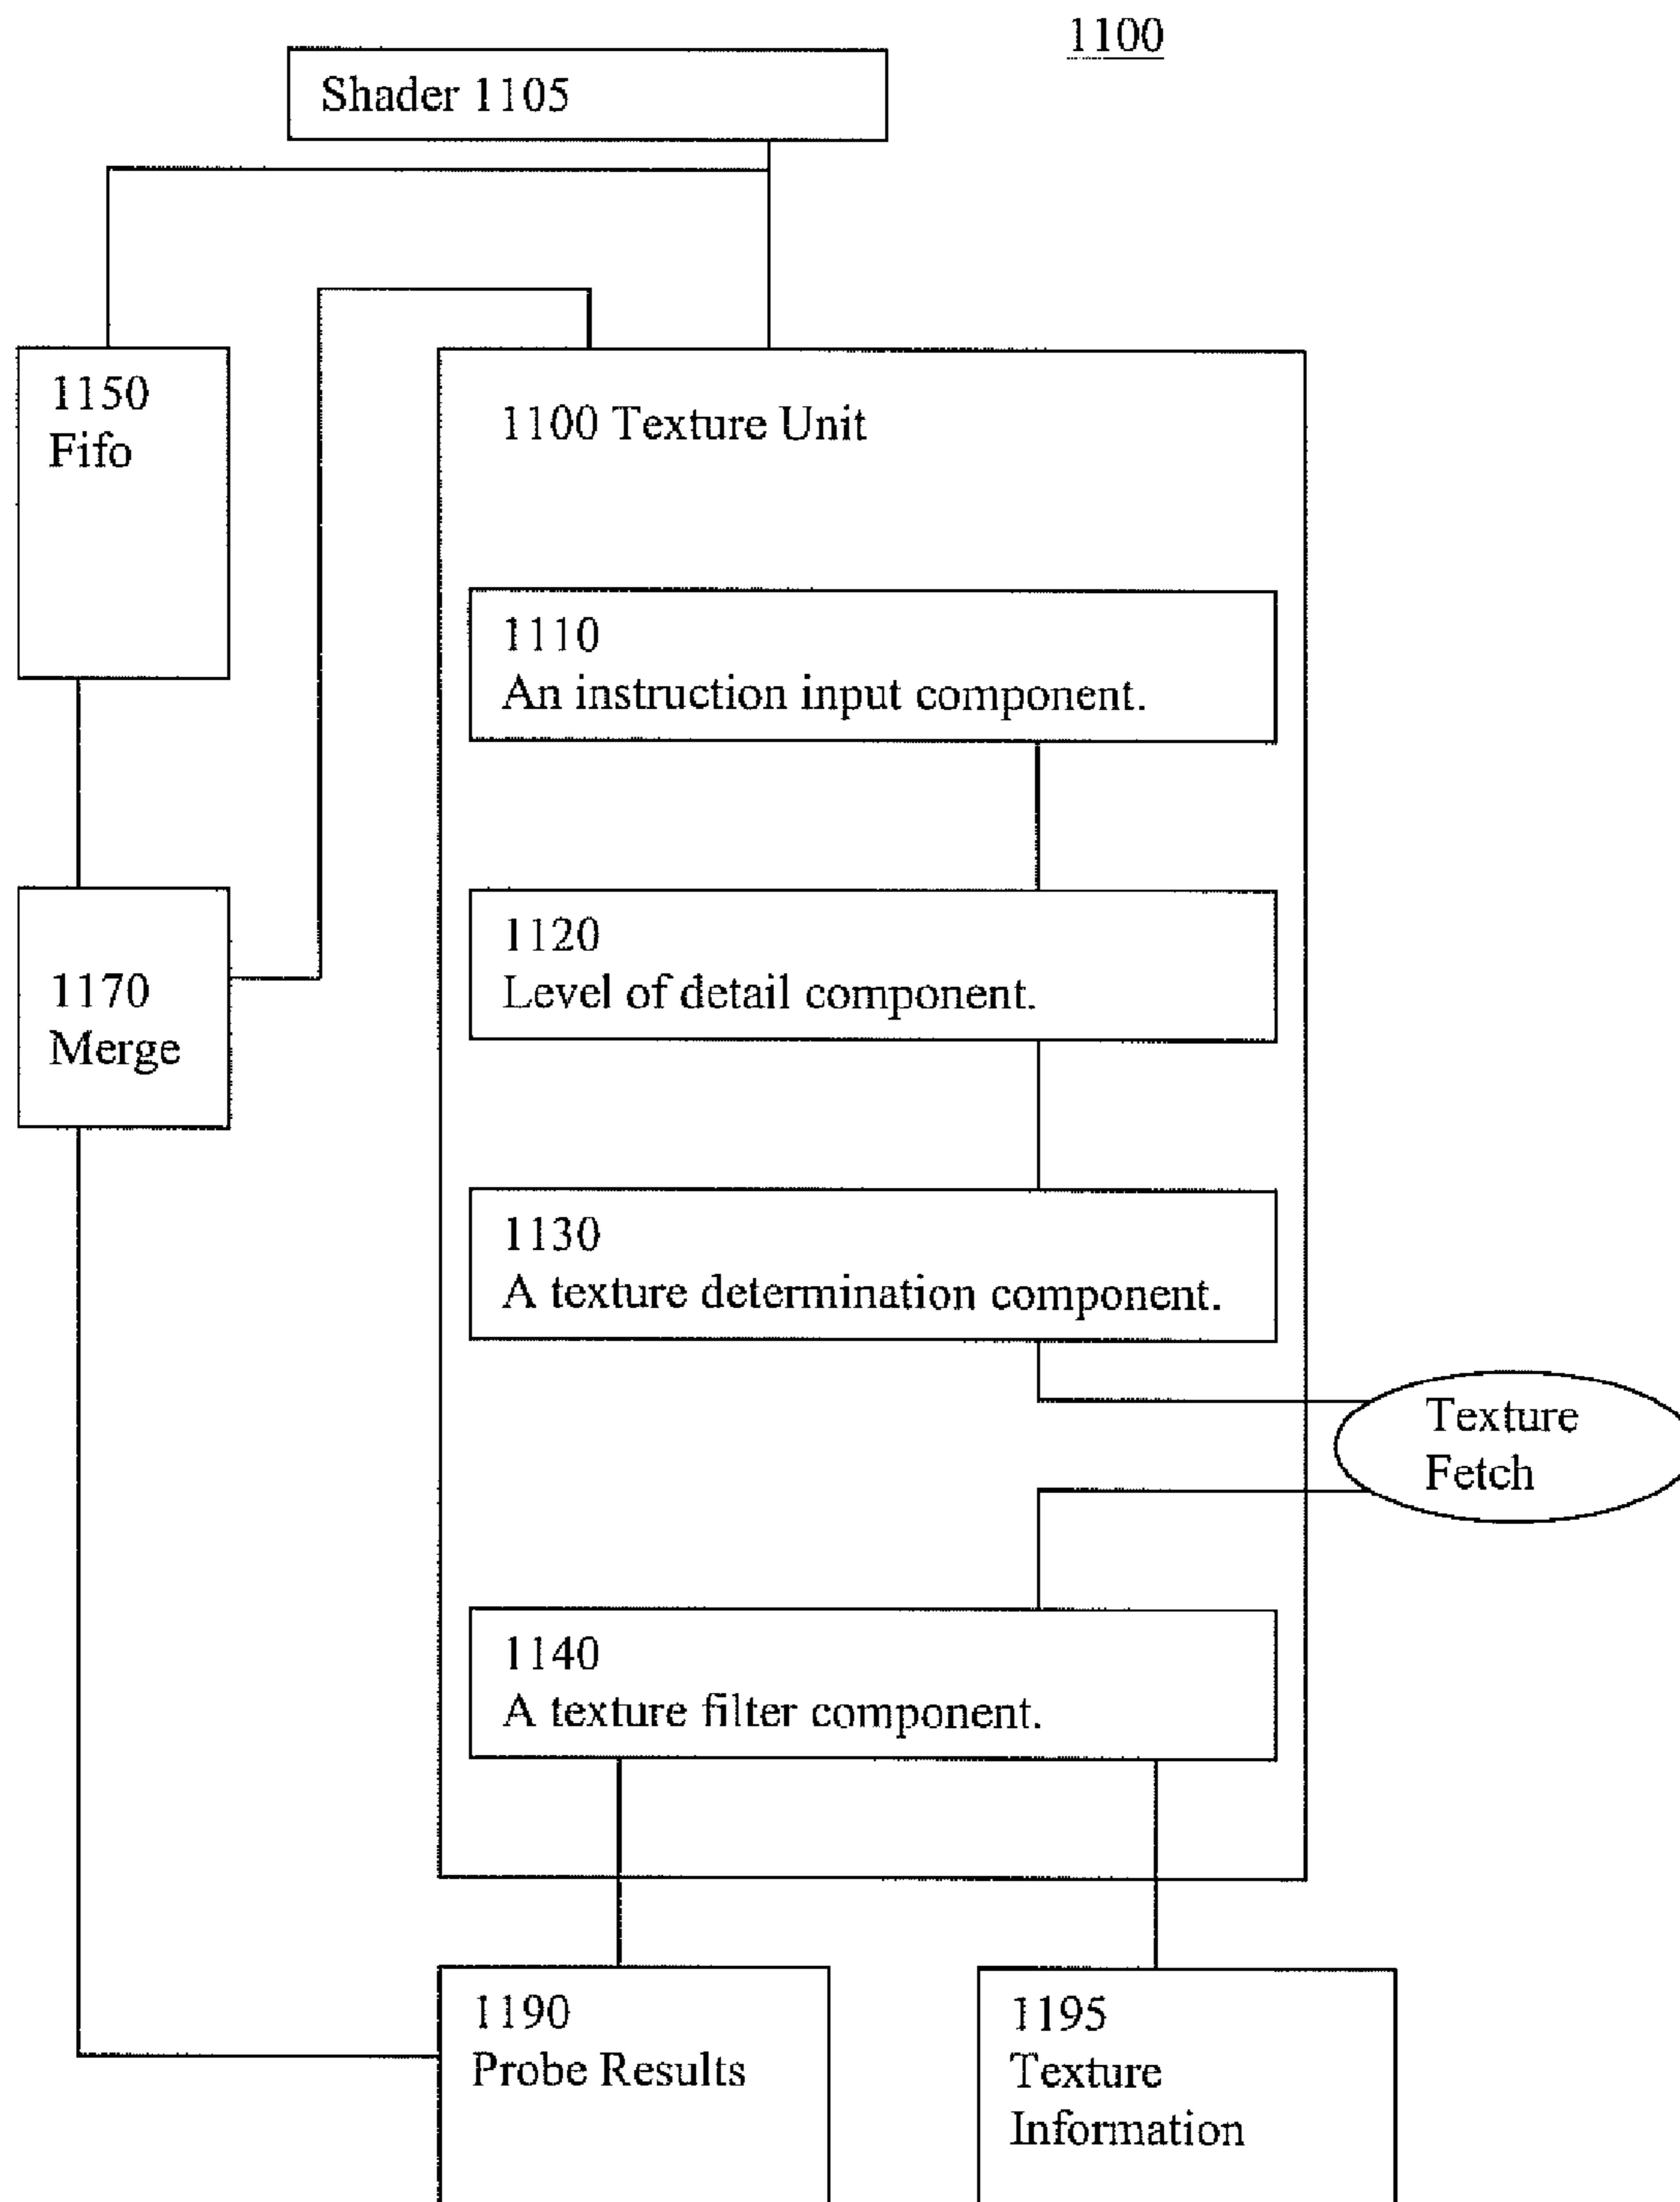 1100
Shader 1105
1150
Fifo
1100 Texture Unit
1110
An instruction input component.
1120
Level of detail component.
1170
Merge
1130
A texture determination component.
Texture
Fetch
1140
A texture filter component.
1190
Probe Results
1195
Texture
Information